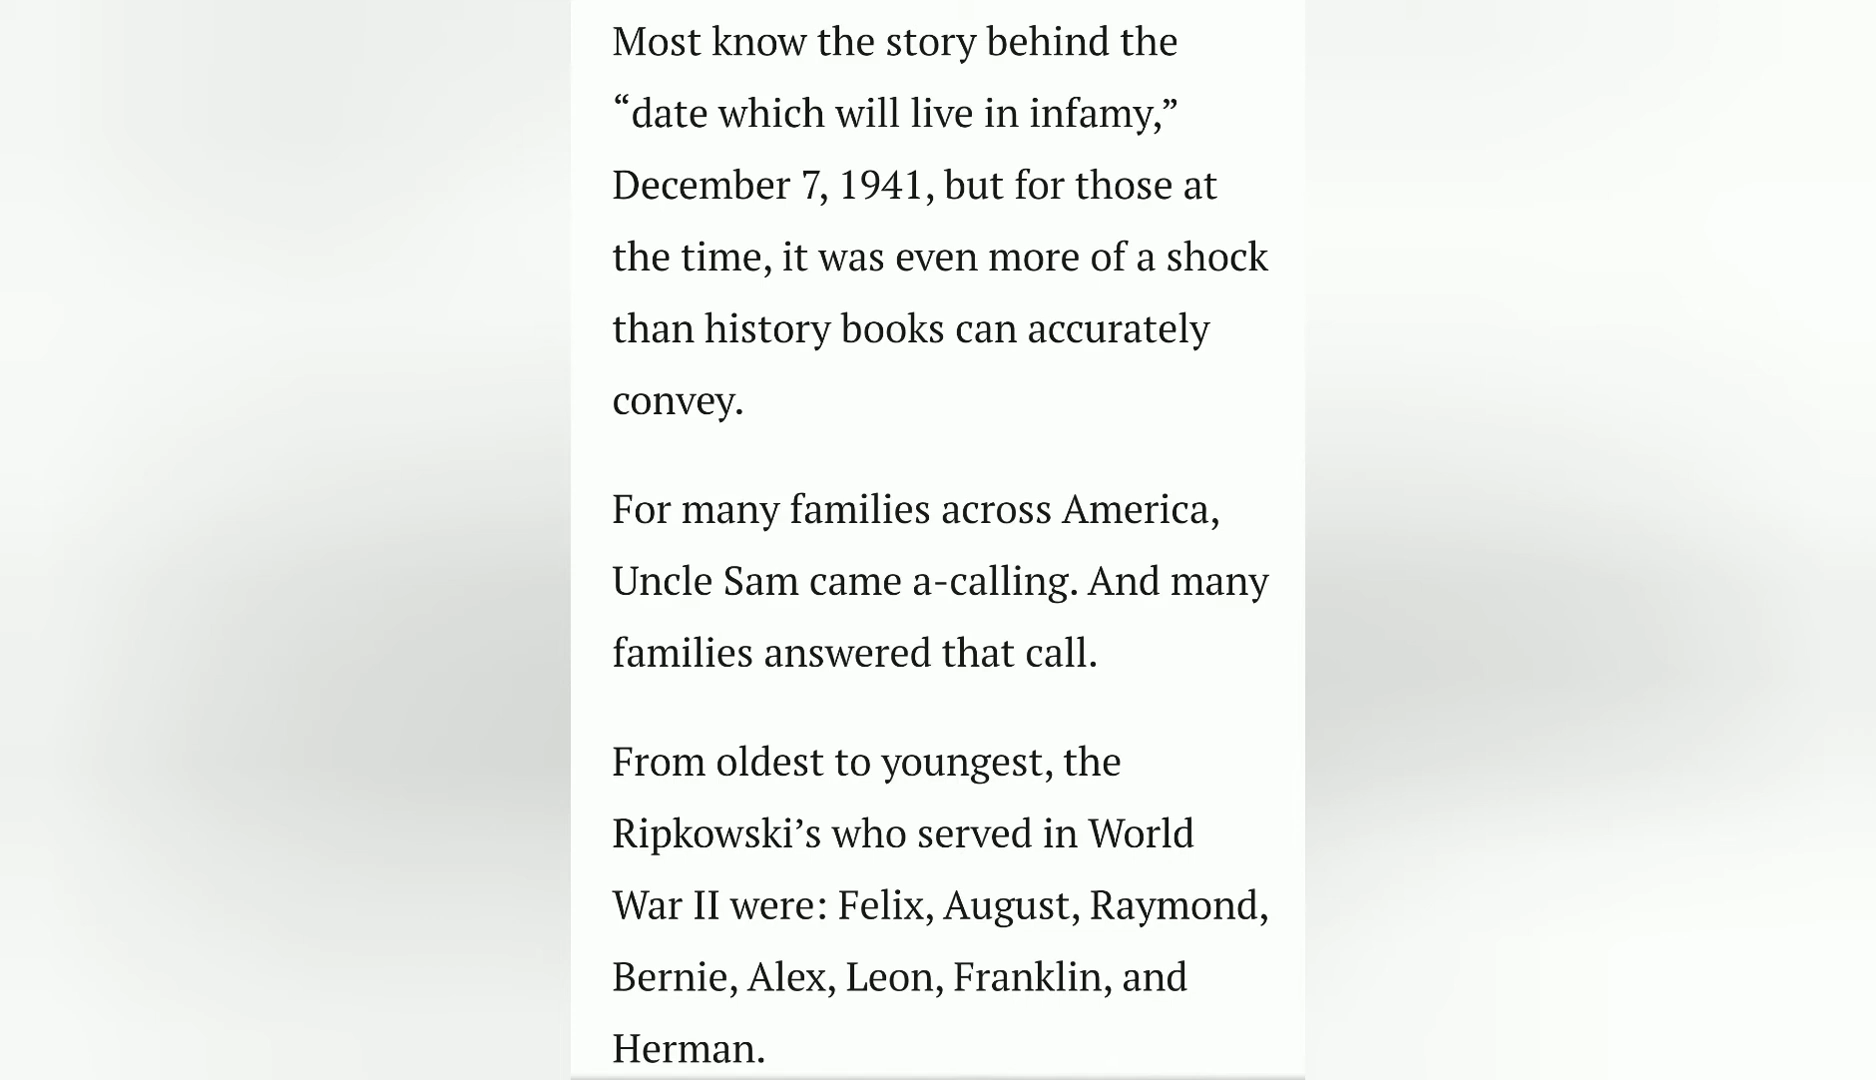 Most know the story behind the
“date which will live in infamy,”
December 7, 1941, but for those at
the time, it was even more of a shock
than history books can accurately
convey.
For many families across America,
Uncle Sam came a-calling. And many
families answered that call.
From oldest to youngest, the
Ripkowski’s who served in World
War II were: Felix, August, Raymond,
Bernie, Alex, Leon, Franklin, and
Herman.